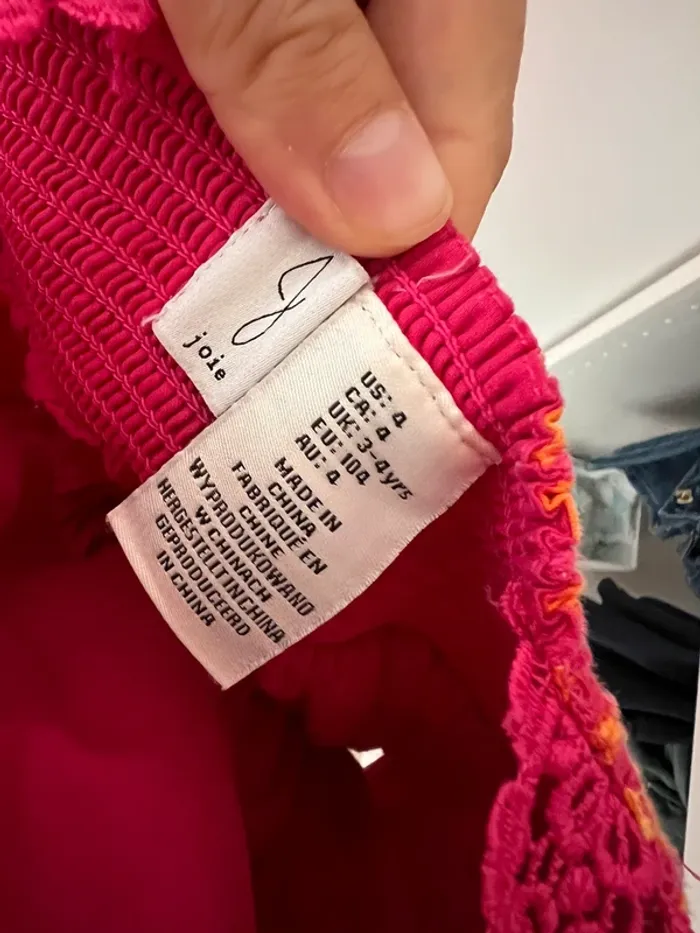 joie
US: 4
CA: 4
UK: 3-4yrs
EU: 104
AU: 4
MADE IN
CHINA
FABRIQUÉ EN
CHINE
WYPRODUKOWANO
W CHINACH
HERGESTELLT IN CHINA
GEPRODUCEERD
IN CHINA